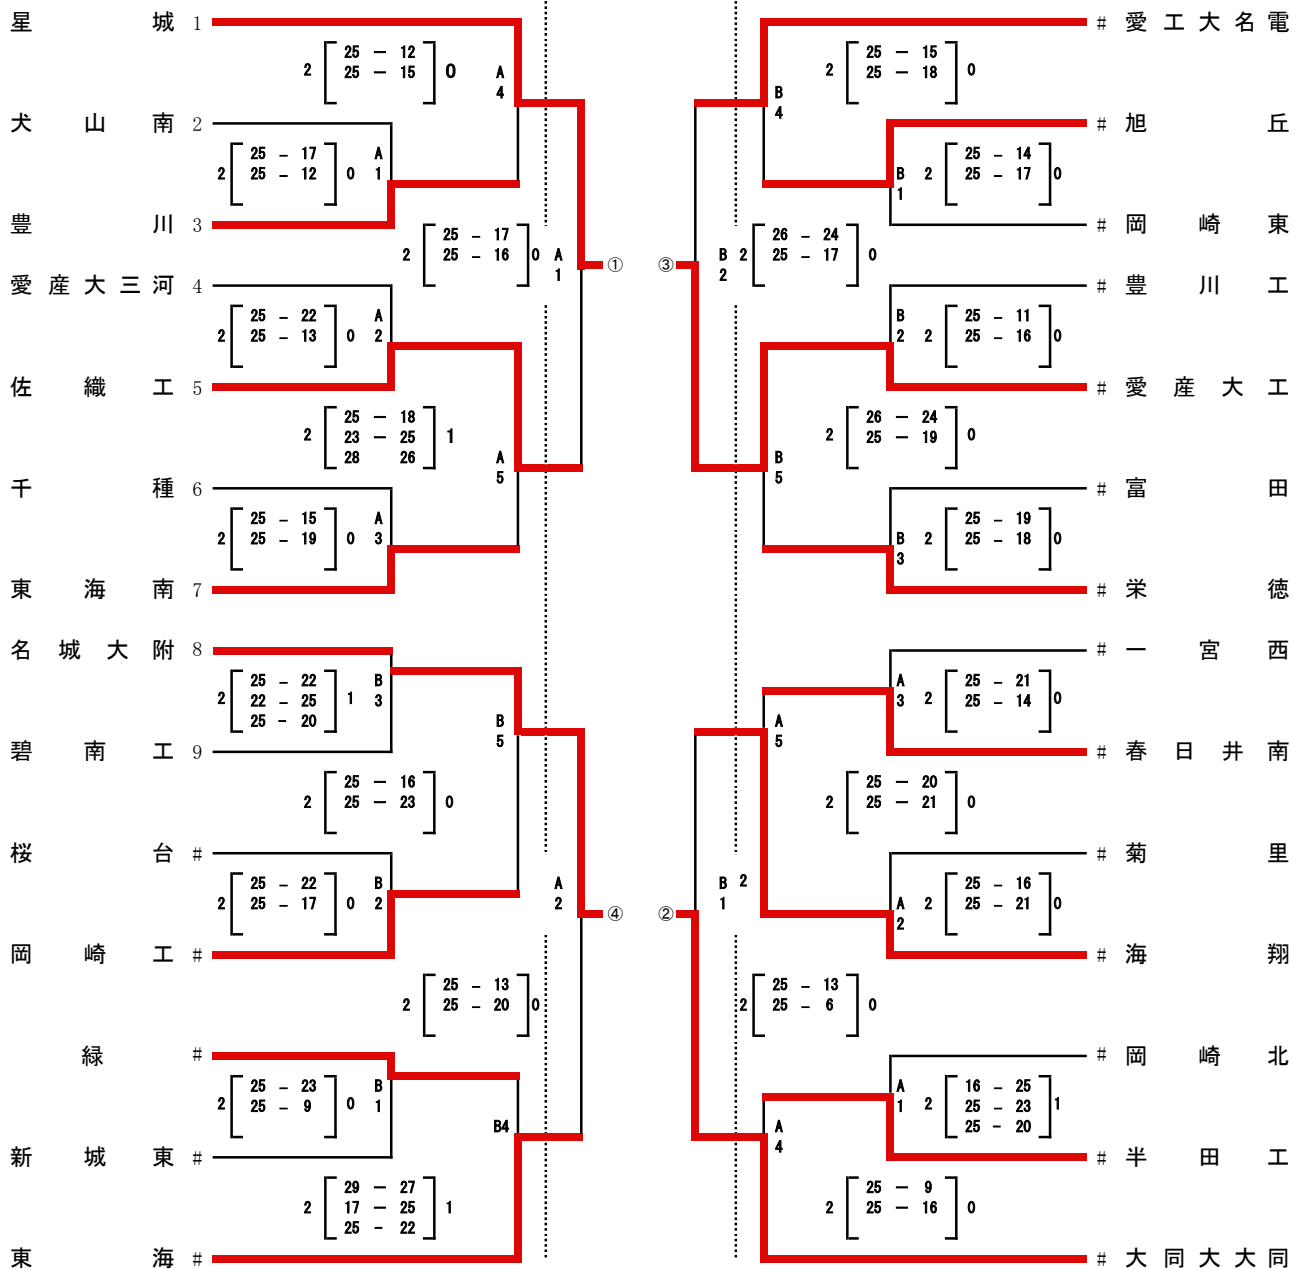 星城 1
25 － 12
25 － 15
2 0
A
4
犬山南 2
25 － 17
25 － 12
2 0
A
1
豊川 3
25 － 17
25 － 16
2 0
A
1
①
愛産大三河 4
25 － 22
25 － 13
2 0
A
2
佐織工 5
25 － 18
23 － 25
28 26
2 1
A
5
千種 6
25 － 15
25 － 19
2 0
A
3
東海南 7
名城大附 8
25 － 22
22 － 25
25 － 20
2 1
B
3
碧南工 9
B
5
25 － 16
25 － 23
2 0
桜台 #
25 － 22
25 － 17
2 0
B
2
A
2
④
岡崎工 #
25 － 13
25 － 20
2 0
緑 #
25 － 23
25 － 9
2 0
B
1
B4
新城東 #
29 － 27
17 － 25
25 － 22
2 1
東海 #
# 愛工大名電
25 － 15
25 － 18
2 0
B
4
# 旭丘
25 － 14
25 － 17
2 0
B
1
# 岡崎東
26 － 24
25 － 17
2 0
B
2
③
# 豊川工
25 － 11
25 － 16
2 0
B
2
# 愛産大工
26 － 24
25 － 19
2 0
B
5
# 富田
25 － 19
25 － 18
2 0
B
3
# 栄徳
# 一宮西
25 － 21
25 － 14
2 0
A
3
A
5
# 春日井南
25 － 20
25 － 21
2 0
# 菊里
25 － 16
25 － 21
2 0
A
2
B
1
2
②
# 海翔
25 － 13
25 － 6
2 0
# 岡崎北
16 － 25
25 － 23
25 － 20
2 1
A
1
A
4
# 半田工
25 － 9
25 － 16
2 0
# 大同大大同